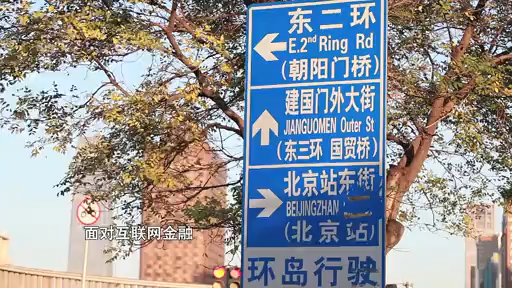 东二环
E.2nd Ring Rd
(朝阳门桥)
建国门外大街
JIANGUOMEN Outer St
(东三环 国贸桥)
北京站东街
BEIJINGZHAN
(北京站)
环岛行驶
面对互联网金融